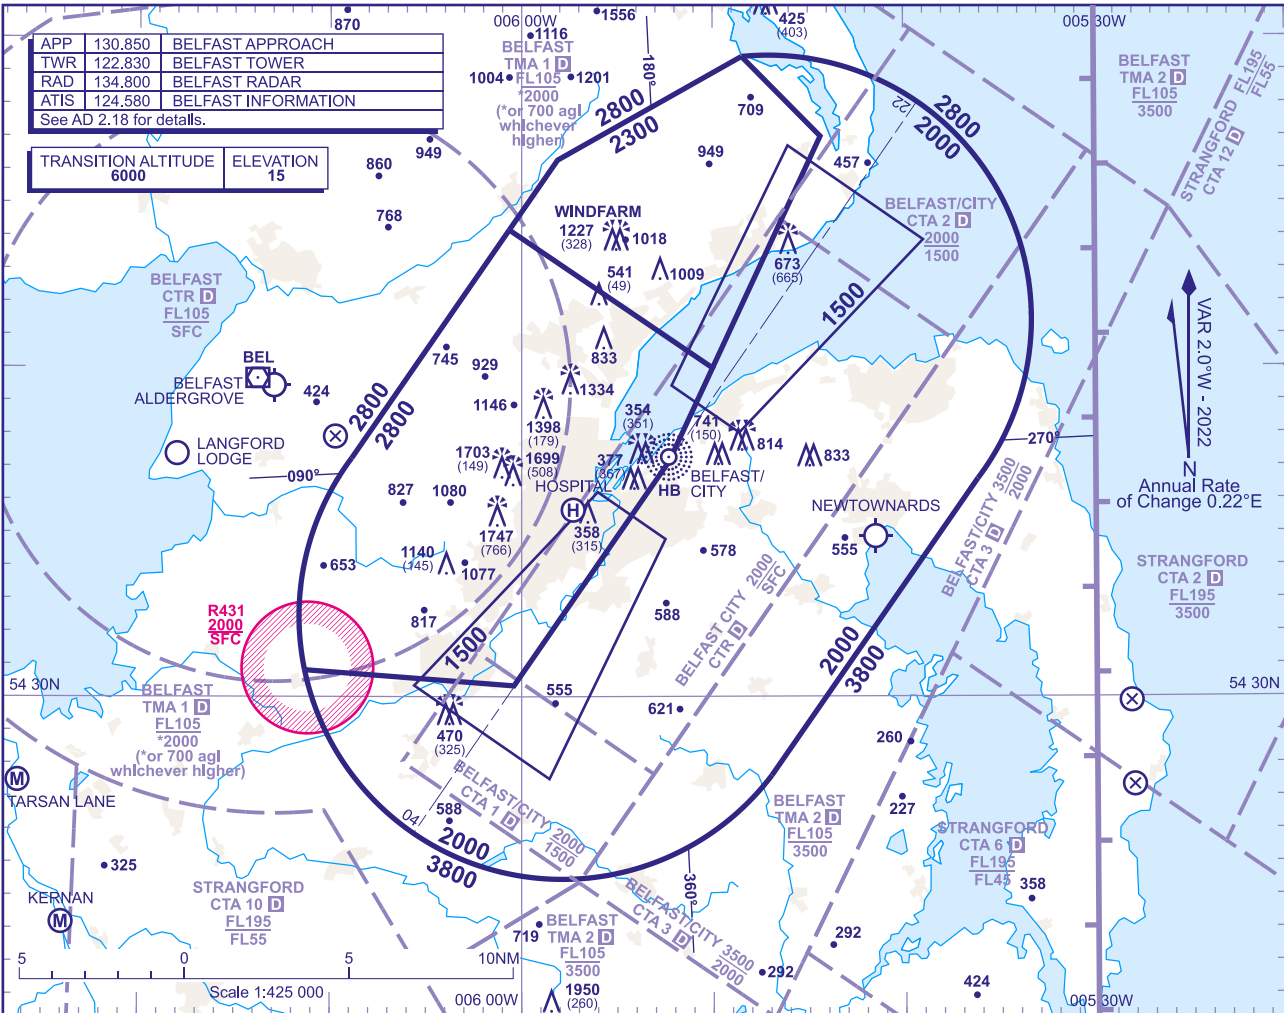 870
006 00W
1556
425
(403)
005 30W
APP 130.850 BELFAST APPROACH
TWR 122.830 BELFAST TOWER
RAD 134.800 BELFAST RADAR
ATIS 124.580 BELFAST INFORMATION
See AD 2.18 for details.
TRANSITION ALTITUDE
6000
ELEVATION
15
1116
BELFAST
TMA 1 D
FL105
*2000
(*or 700 agl
whichever
higher)
1004
1201
180°
BELFAST
TMA 2 D
FL105
3500
FL195
FL55
STRANGFORD
CTA 12 D
949
860
768
2800
2300
709
949
22
2800
2000
457
BELFAST/CITY
CTA 2 D
2000
1500
WINDFARM
1227
(328)
1018
541
(49)
1009
673
(665)
1500
BELFAST
CTR D
FL105
SFC
VAR 2.0°W - 2022
N
Annual Rate
of Change 0.22°E
833
745
929
1334
BEL
BELFAST
ALDERGROVE
424
2800
2800
1146
1398
(179)
354
(351)
741
(150)
814
833
270°
LANGFORD
LODGE
090°
1703
(149)
1699
(508)
377
(367)
HOSPITAL
H
HB
BELFAST/
CITY
827
1080
1747
(766)
358
(315)
NEWTOWNARDS
555
578
BELFAST/CITY 3500
2000
CTA 3 D
653
1140
(145)
1077
588
BELFAST CITY 2000
SFC
CTR D
STRANGFORD
CTA 2 D
FL195
3500
R431
2000
SFC
817
1500
2000
3800
54 30N
54 30N
BELFAST
TMA 1 D
FL105
*2000
(*or 700 agl
whichever higher)
555
621
470
(325)
260
M
TARSAN LANE
BELFAST/CITY 2000
1500
CTA 1 D
04
588
2000
3800
BELFAST
TMA 2 D
FL105
3500
227
STRANGFORD
CTA 6 D
FL195
FL45
325
360°
358
KERNAN
M
STRANGFORD
CTA 10 D
FL195
FL55
BELFAST/CITY 3500
2000
CTA 3 D
719
BELFAST
TMA 2 D
FL105
3500
292
292
424
5 0 5 10NM
Scale 1:425 000
006 00W
1950
(260)
005 30W